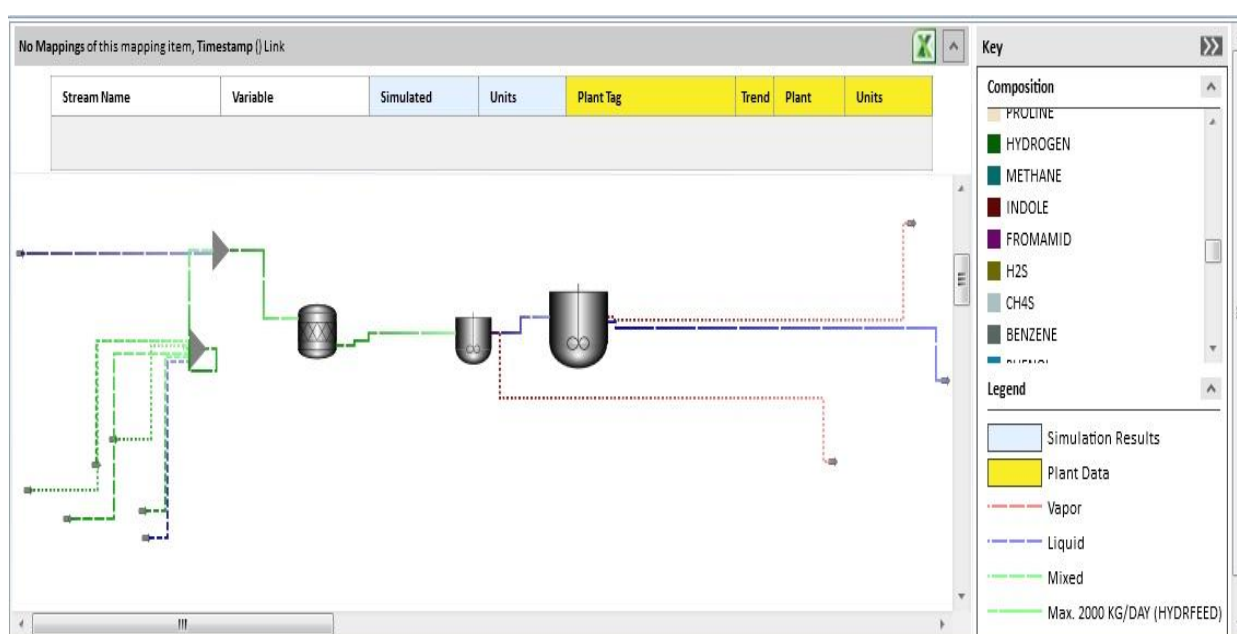 No Mappings of this mapping item, Timestamp () Link
Stream Name Variable Simulated Units Plant Tag Trend Plant Units
Key
Composition
PROLINE
HYDROGEN
METHANE
INDOLE
FROMAMID
H2S
CH4S
BENZENE
PHENOL
Legend
Simulation Results
Plant Data
Vapor
Liquid
Mixed
Max. 2000 KG/DAY (HYDRFEED)